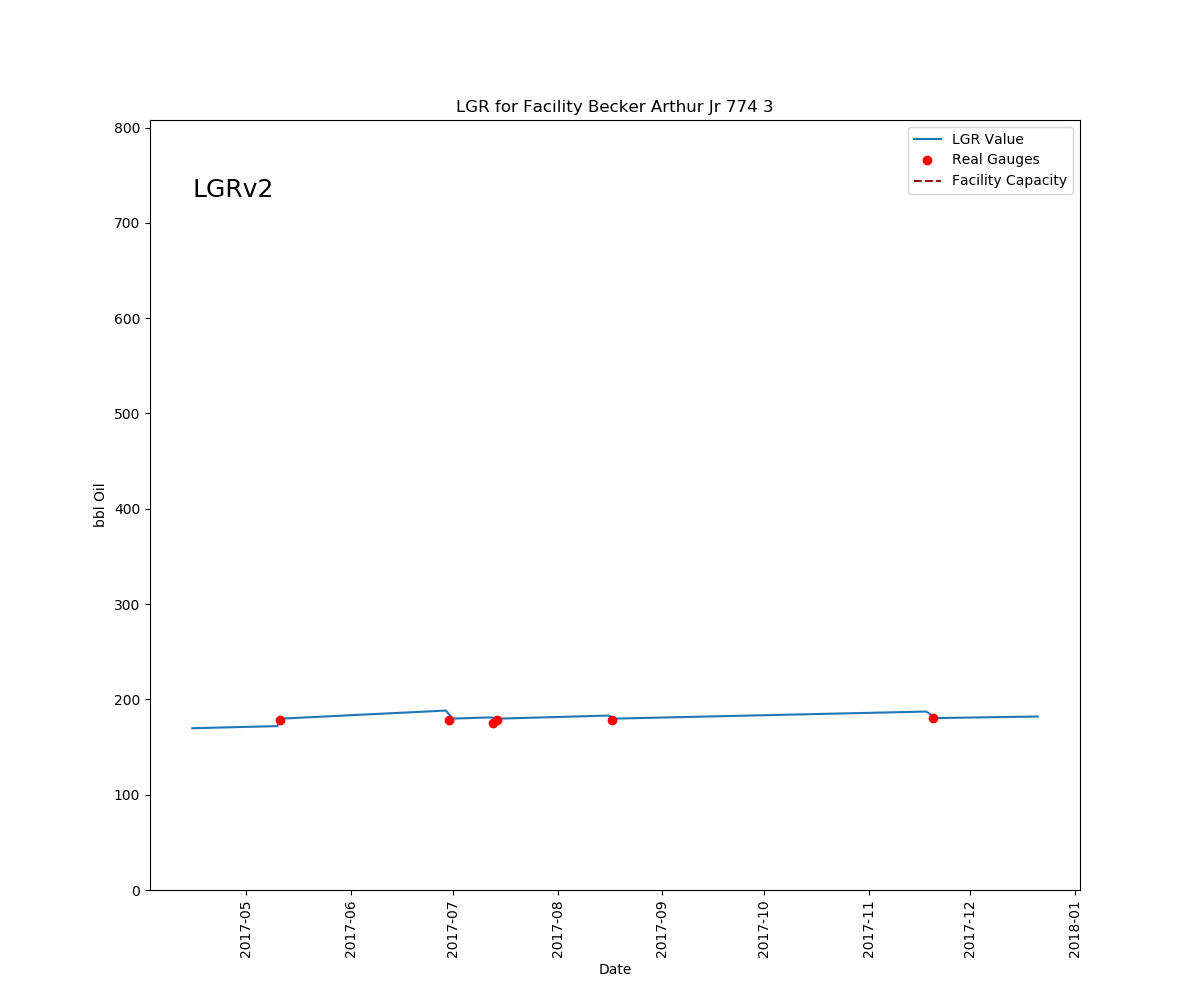 LGR for Facility Becker Arthur Jr 774 3
LGRv2
LGR Value
Real Gauges
Facility Capacity
bbl Oil
800
700
600
500
400
300
200
100
0
2017-05
2017-06
2017-07
2017-08
2017-09
2017-10
2017-11
2017-12
2018-01
Date